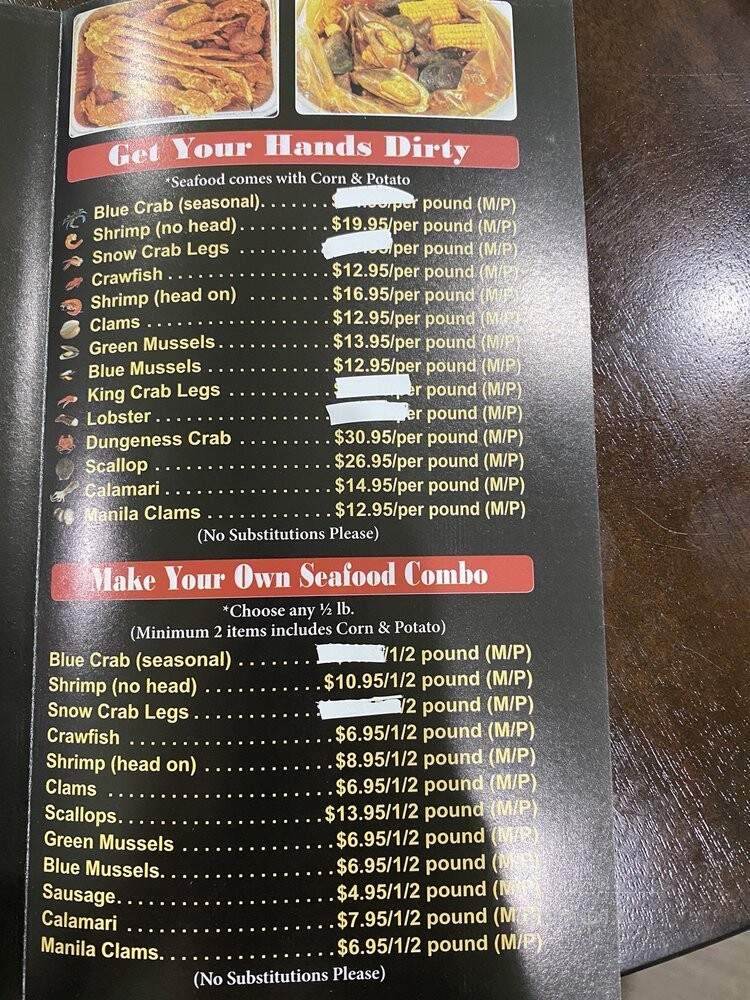 Get Your Hands Dirty
*Seafood comes with Corn & Potato
Blue Crab (seasonal)....... pound (M/P)
Shrimp (no head)..........$19.95/per pound (M/P)
Snow Crab Legs /per pound (M/P)
Crawfish ..................$12.95/per pound (M/P)
Shrimp (head on) ........$16.95/per pound (M/P)
Clams ....................$12.95/per pound (M/P)
Green Mussels............$13.95/per pound (M/P)
Blue Mussels .............$12.95/per pound (M/P)
King Crab Legs .......... pound (M/P)
Lobster.................. pound (M/P)
Dungeness Crab ..........$30.95/per pound (M/P)
Scallop ...................$26.95/per pound (M/P)
Calamari ..................$14.95/per pound (M/P)
Manila Clams .............$12.95/per pound (M/P)
(No Substitutions Please)
Make Your Own Seafood Combo
*Choose any ½ lb.
(Minimum 2 items includes Corn & Potato)
Blue Crab (seasonal) ........ /1/2 pound (M/P)
Shrimp (no head) ............$10.95/1/2 pound (M/P)
Snow Crab Legs ............. /2 pound (M/P)
Crawfish .....................$6.95/1/2 pound (M/P)
Shrimp (head on) .............$8.95/1/2 pound (M/P)
Clams .......................$6.95/1/2 pound (M/P)
Scallops.....................$13.95/1/2 pound (M/P)
Green Mussels ...............$6.95/1/2 pound (M/P)
Blue Mussels.................$6.95/1/2 pound (M/P)
Sausage......................$4.95/1/2 pound (M/P)
Calamari .....................$7.95/1/2 pound (M/P)
Manila Clams.................$6.95/1/2 pound (M/P)
(No Substitutions Please)